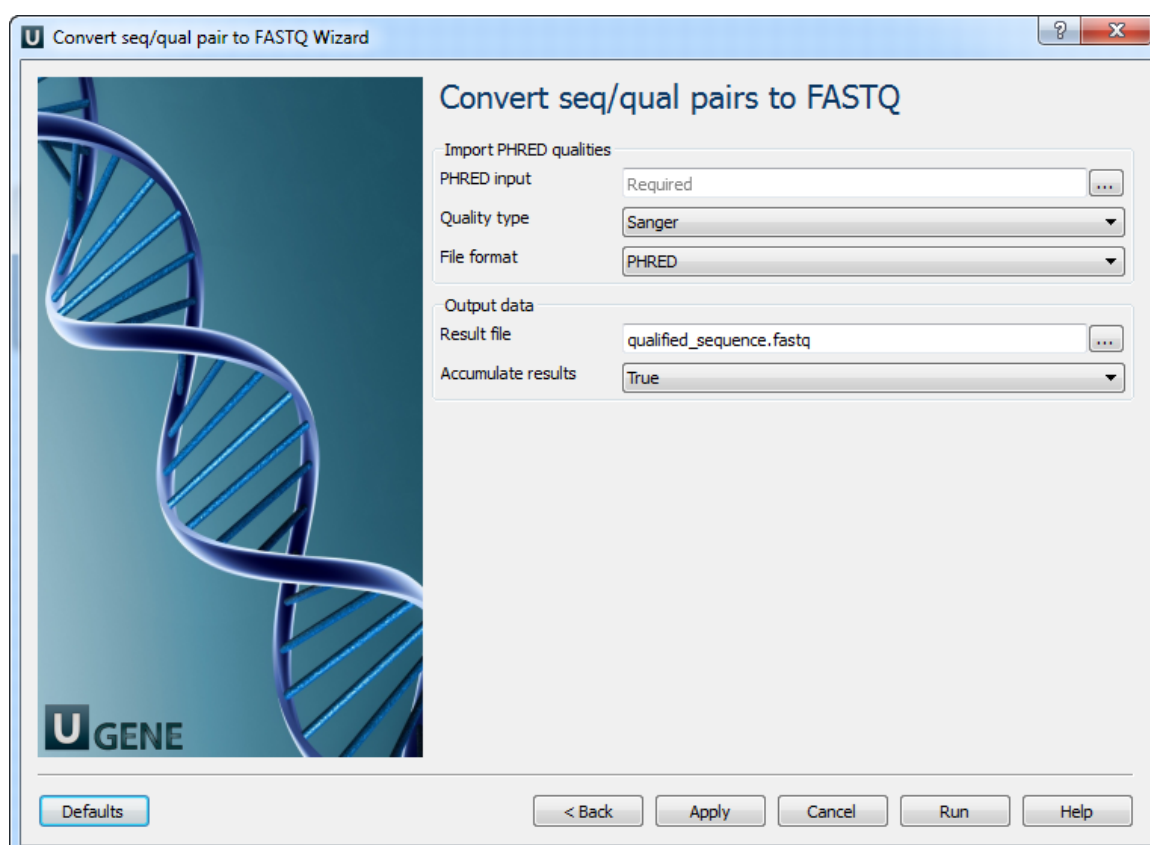 U Convert seq/qual pair to FASTQ Wizard
? X
Convert seq/qual pairs to FASTQ
Import PHRED qualities
PHRED input Required ...
Quality type Sanger
File format PHRED
Output data
Result file qualified_sequence.fastq ...
Accumulate results True
U GENE
Defaults < Back Apply Cancel Run Help